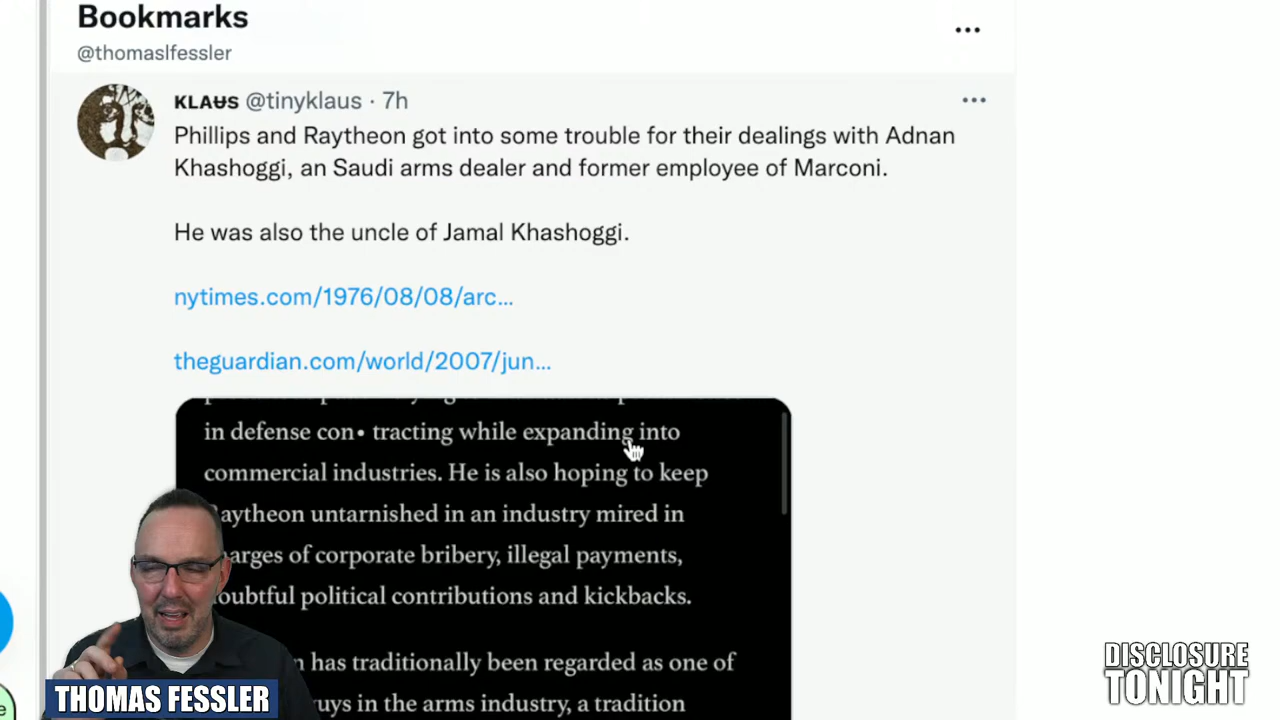 Bookmarks
@thomaslfessler
KLAUS @tinyklaus · 7h
Phillips and Raytheon got into some trouble for their dealings with Adnan
Khashoggi, an Saudi arms dealer and former employee of Marconi.
He was also the uncle of Jamal Khashoggi.
nytimes.com/1976/08/08/arc...
theguardian.com/world/2007/jun...
in defense con• tracting while expanding into
commercial industries. He is also hoping to keep
Raytheon untarnished in an industry mired in
charges of corporate bribery, illegal payments,
doubtful political contributions and kickbacks.
has traditionally been regarded as one of
guys in the arms industry, a tradition
THOMAS FESSLER
DISCLOSURE
TONIGHT